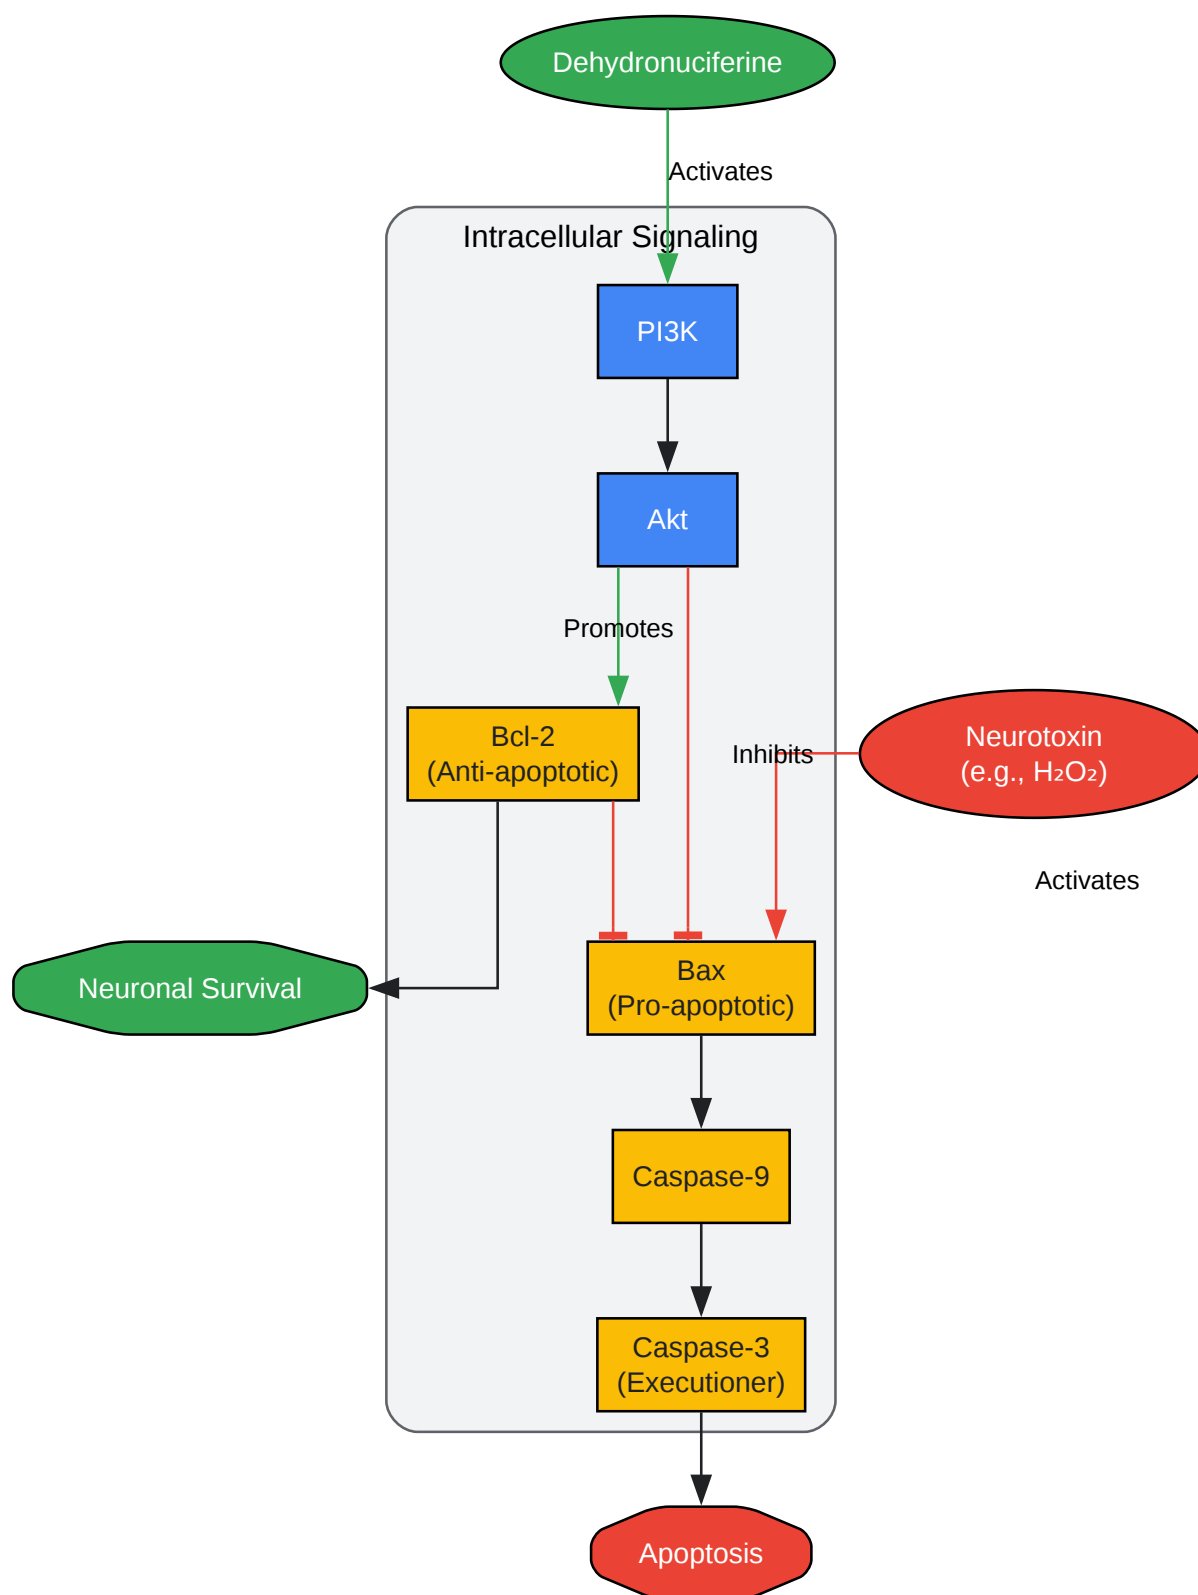 Dehydronuciferine
Activates
Intracellular Signaling
PI3K
Akt
Promotes
Bcl-2
(Anti-apoptotic)
Inhibits
Neurotoxin
(e.g., H₂O₂)
Activates
Neuronal Survival
Bax
(Pro-apoptotic)
Caspase-9
Caspase-3
(Executioner)
Apoptosis